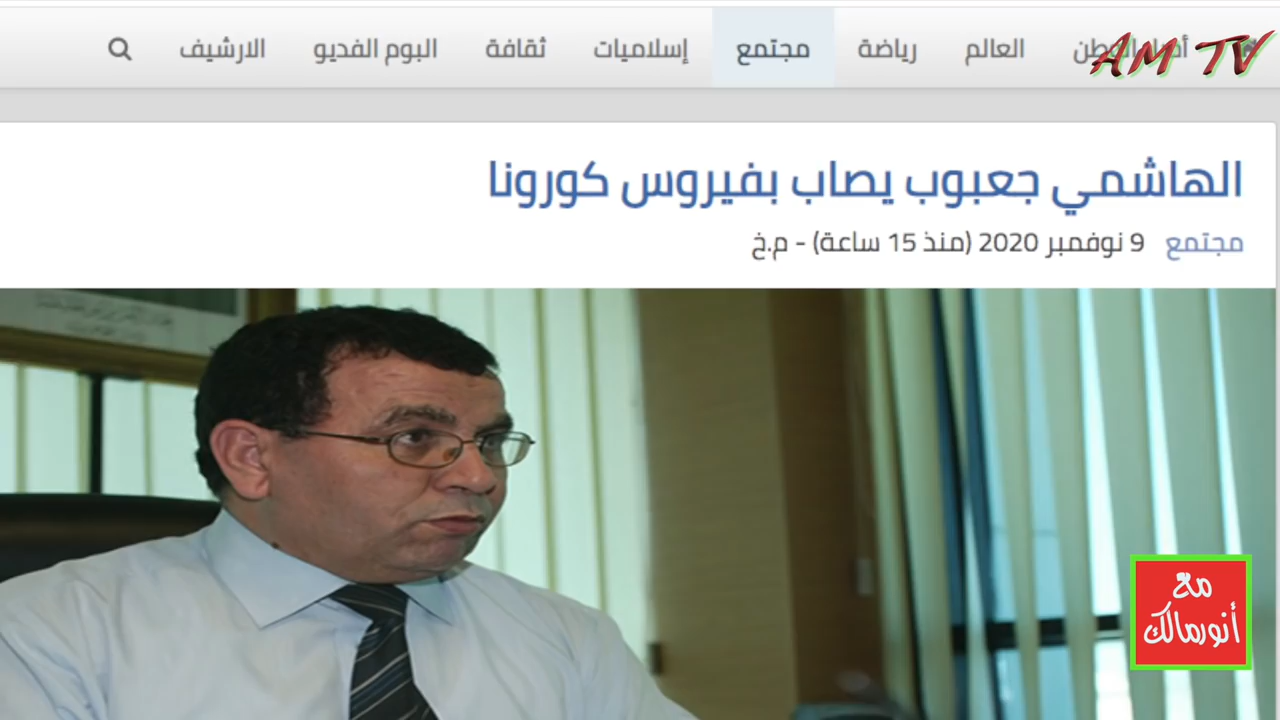 AM TV
العالم
رياضة
مجتمع
إسلاميات
ثقافة
البوم الفديو
الارشيف
الهاشمي جعبوب يصاب بفيروس كورونا
مجتمع 9 نوفمبر 2020 (منذ 15 ساعة) - م.خ
مع
أنورمالك